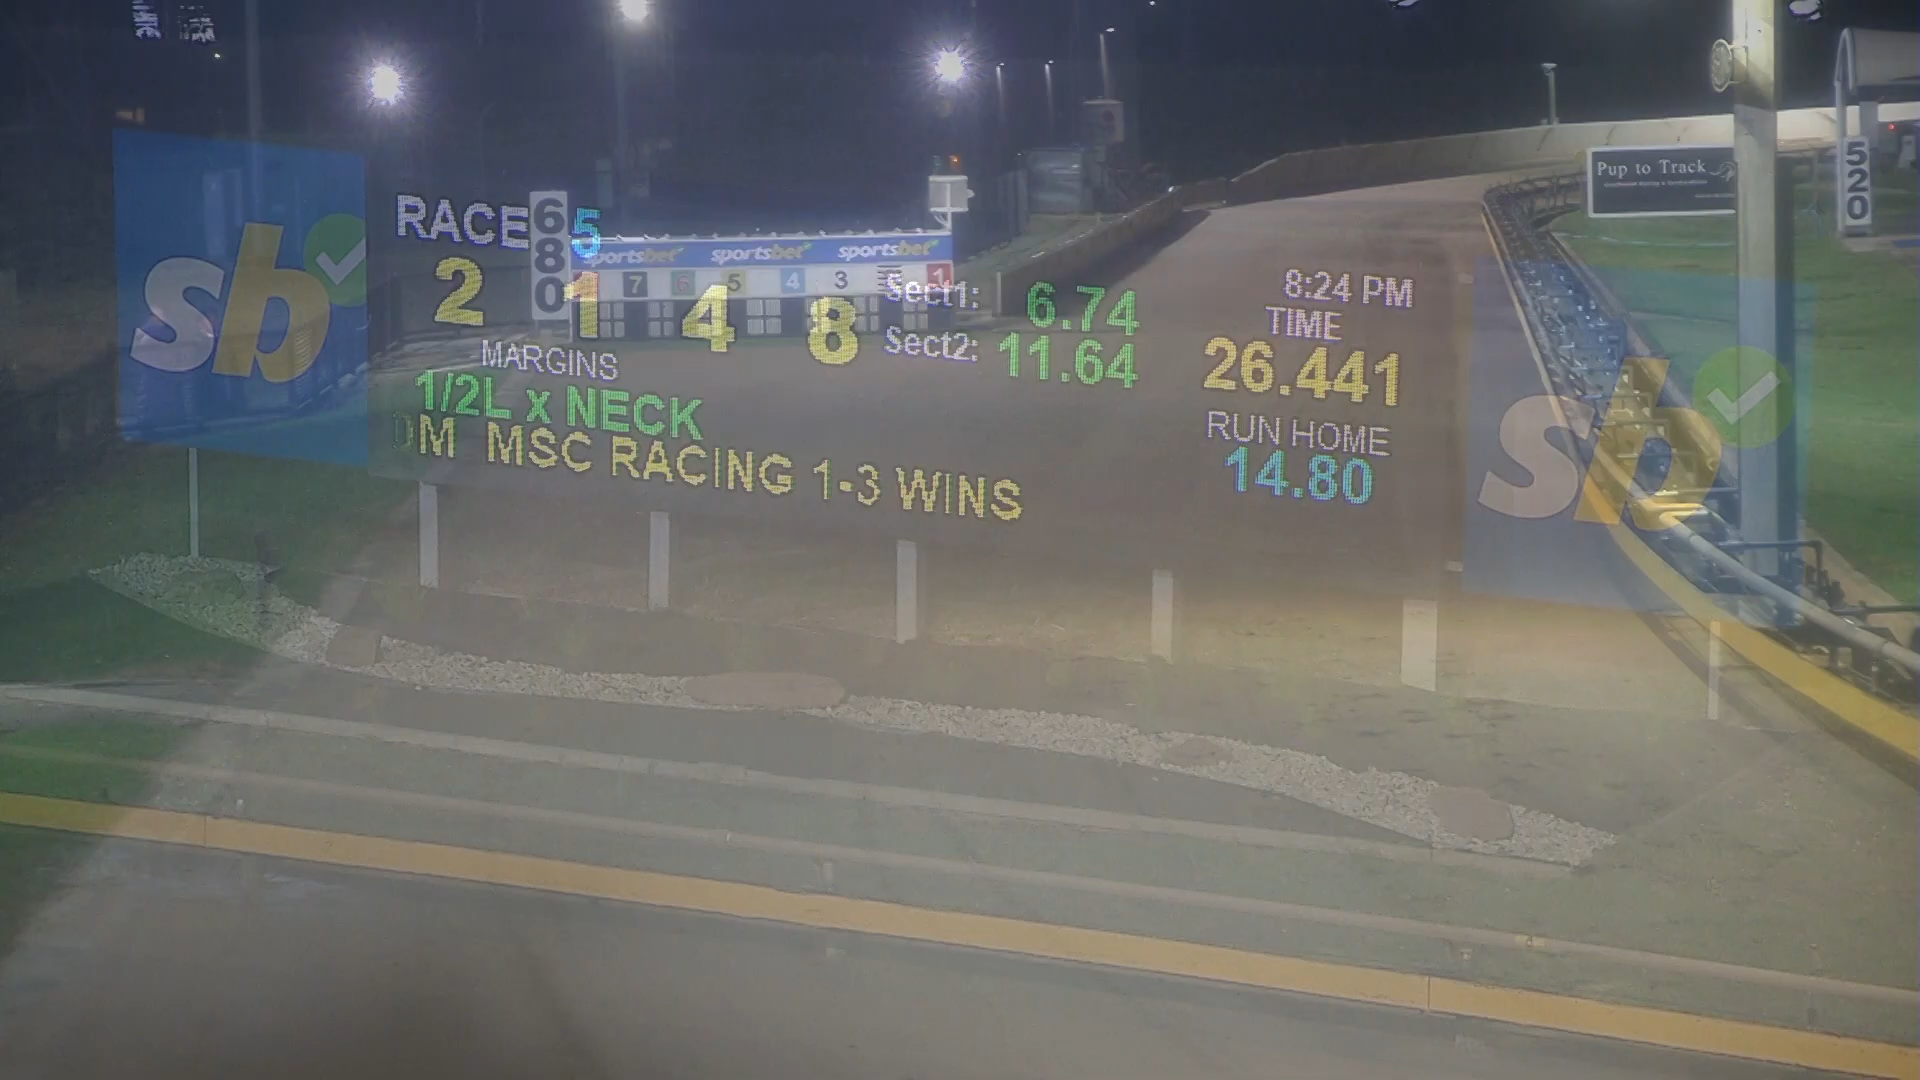 Pup to Track
520
RACE 5
680
sb
sportsbet sportsbet sportsbet
7 6 5 4 3 1
2 1 4 8
Sect1: 6.74
Sect2: 11.64
8:24 PM
TIME
26.441
MARGINS
1/2L x NECK
RUN HOME
14.80
M MSC RACING 1-3 WINS
sb